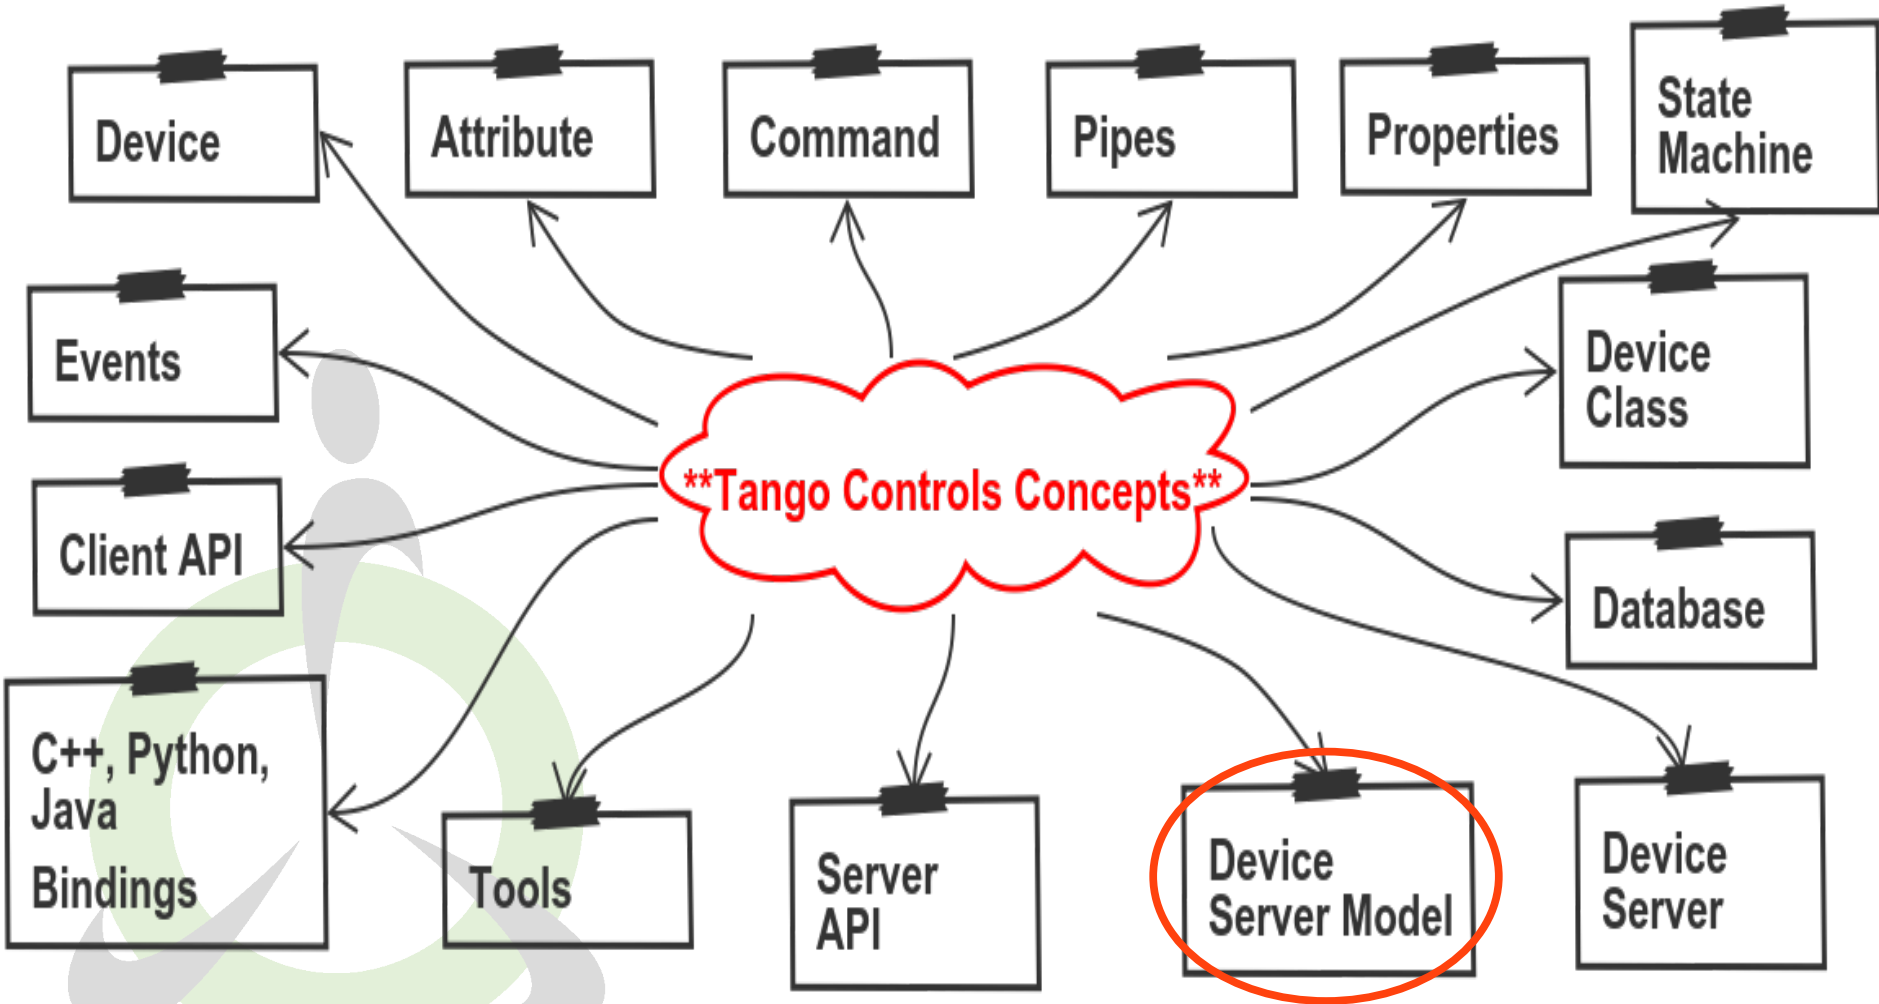 Device
Attribute
Command
Pipes
Properties
State
Machine
Events
Device
Class
**Tango Controls Concepts**
Client API
Database
C++, Python,
Java
Bindings
Tools
Server
API
Device
Server Model
Device
Server